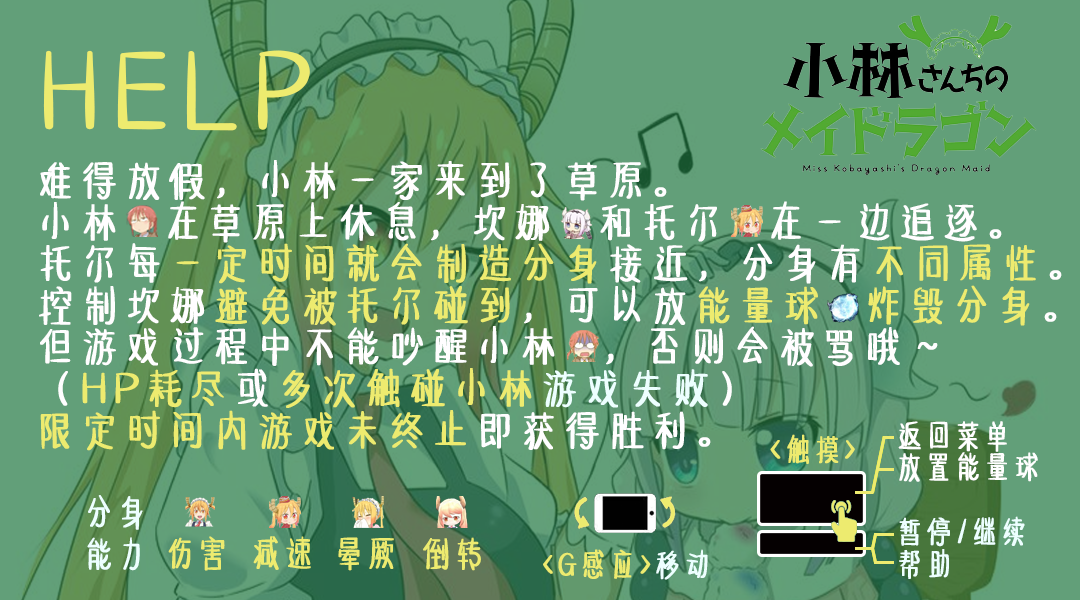 HELP
小林さんちの
メイドラゴン
Miss Kobayashi's Dragon Maid
难得放假，小林一家来到了草原。
小林在草原上休息，坎娜和托尔在一边追逐。
托尔每一定时间就会制造分身接近，分身有不同属性。
控制坎娜避免被托尔碰到，可以放能量球炸毁分身。
但游戏过程中不能吵醒小林，否则会被骂哦~
（HP耗尽或多次触碰小林游戏失败）
限定时间内游戏未终止即获得胜利。
分身
能力
伤害 减速 晕厥 倒转
<G感应>移动
<触摸>
返回菜单
放置能量球
暂停/继续
帮助